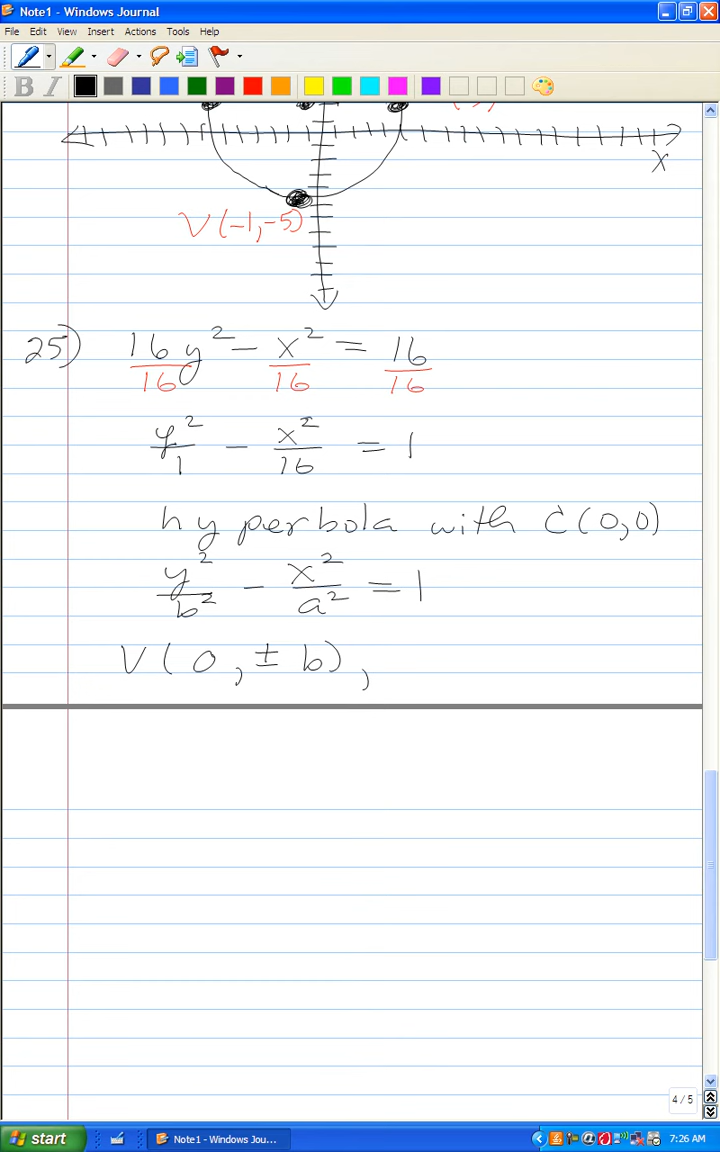 Note1 - Windows Journal
File Edit View Insert Actions Tools Help
B I
X
V(-1,-5)
25) 16y² - x² = 16
16 16 16
y²/1 - x²/16 = 1
hyperbola with C(0,0)
y²/b² - x²/a² = 1
V(0, ± b),
4 / 5
start Note1 - Windows Jou... 7:26 AM